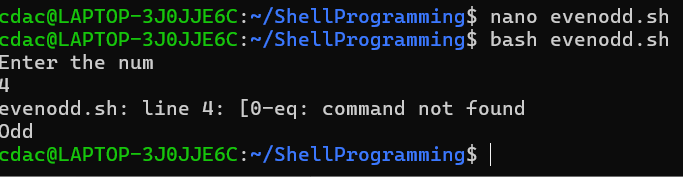 cdac@LAPTOP-3J0JJE6C:~/ShellProgramming$ nano evenodd.sh
cdac@LAPTOP-3J0JJE6C:~/ShellProgramming$ bash evenodd.sh
Enter the num
4
evenodd.sh: line 4: [0-eq: command not found
Odd
cdac@LAPTOP-3J0JJE6C:~/ShellProgramming$